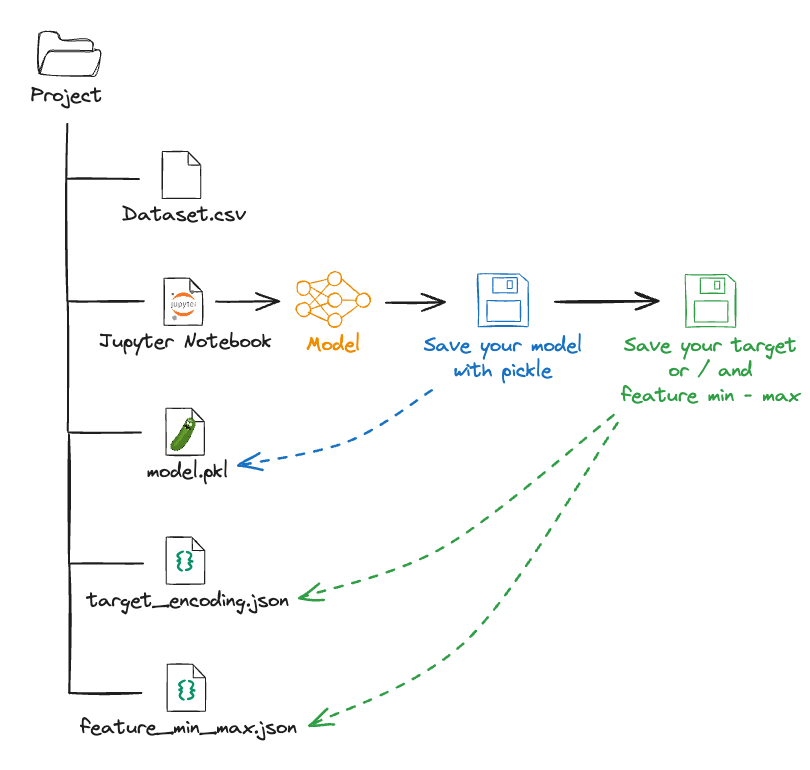 Project
Dataset.csv
jupyter
Jupyter Notebook
Model
Save your model
with pickle
Save your target
or / and
feature min - max
model.pkl
{}
target_encoding.json
{}
feature_min_max.json